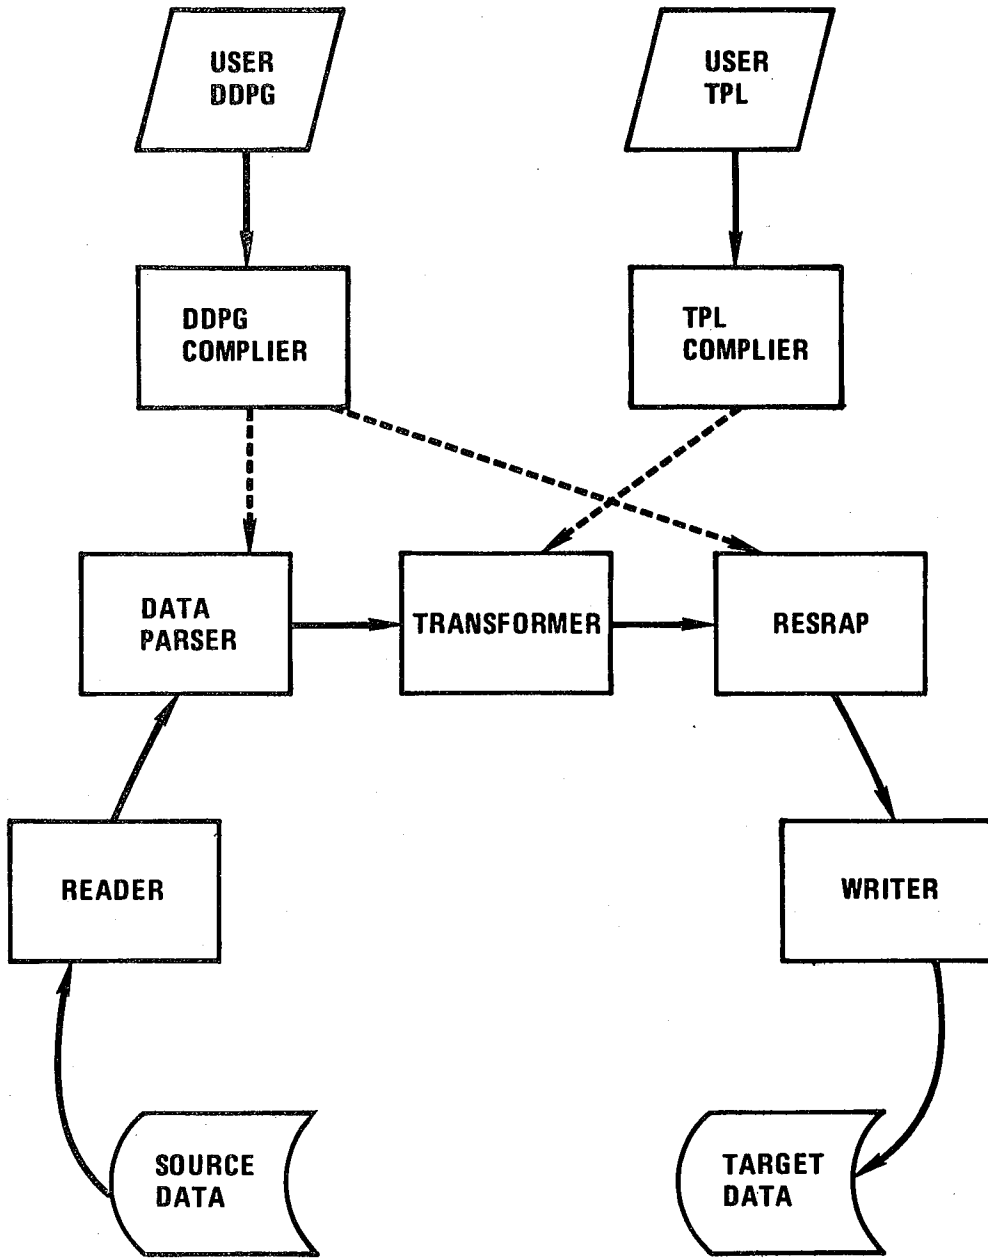 USER
DDPG
USER
TPL
DDPG
COMPLIER
TPL
COMPLIER
DATA
PARSER
TRANSFORMER
RESRAP
READER
WRITER
SOURCE
DATA
TARGET
DATA